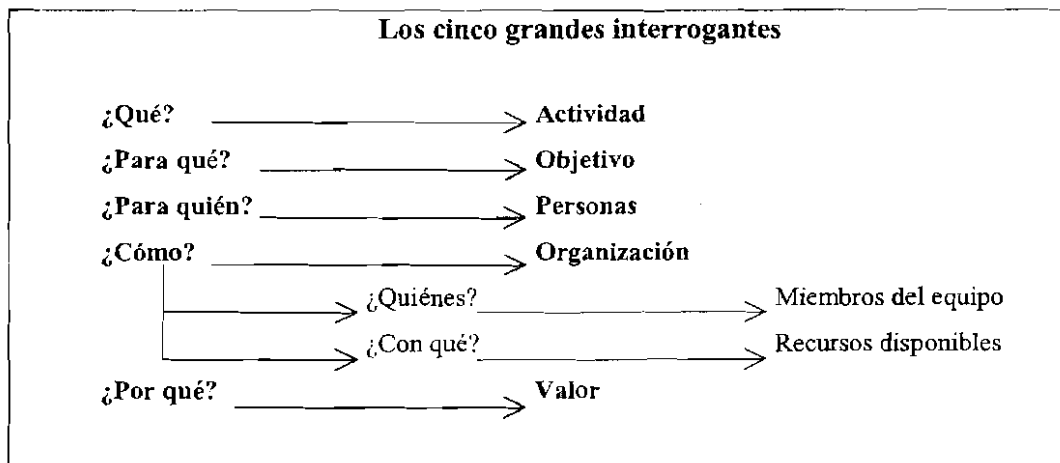 Los cinco grandes interrogantes
¿Qué? Actividad
¿Para qué? Objetivo
¿Para quién? Personas
¿Cómo? Organización
¿Quiénes? Miembros del equipo
¿Con qué? Recursos disponibles
¿Por qué? Valor